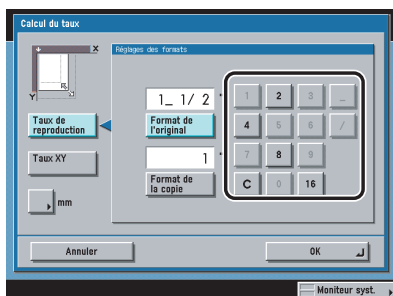 Calcul du taux
X
Réglages des formats
Y
1_ 1/ 2 "
1 2 3 _
Taux de
reproduction
Format de
l'original
4 5 6 /
1 "
7 8 9
Taux XY
Format de
la copie
C 0 16
mm
Annuler
OK
Moniteur syst.